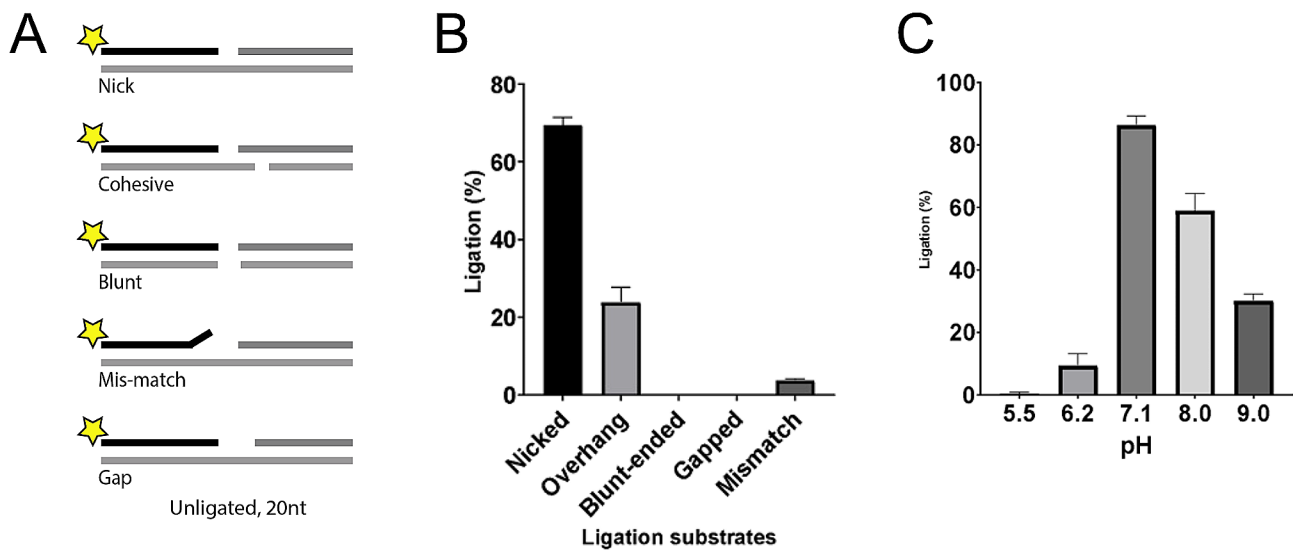 A
Nick
Cohesive
Blunt
Mis-match
Gap
Unligated, 20nt
B
Ligation (%)
80
60
40
20
0
Nicked
Overhang
Blunt-ended
Gapped
Mismatch
Ligation substrates
C
Ligation (%)
100
80
60
40
20
0
5.5 6.2 7.1 8.0 9.0
pH